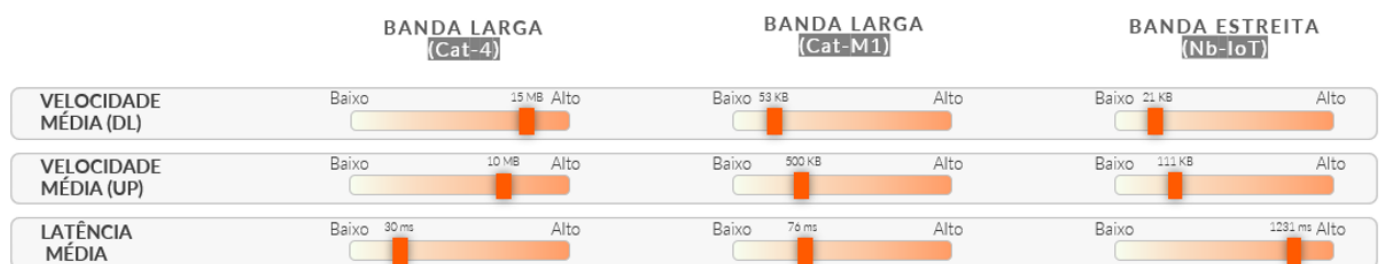 BANDA LARGA
(Cat-4)
BANDA LARGA
(Cat-M1)
BANDA ESTREITA
(Nb-IoT)
VELOCIDADE
MÉDIA (DL)
Baixo 15 MB Alto
Baixo 53 KB Alto
Baixo 21 KB Alto
VELOCIDADE
MÉDIA (UP)
Baixo 10 MB Alto
Baixo 500 KB Alto
Baixo 111 KB Alto
LATÊNCIA
MÉDIA
Baixo 30 ms Alto
Baixo 76 ms Alto
Baixo 1231 ms Alto